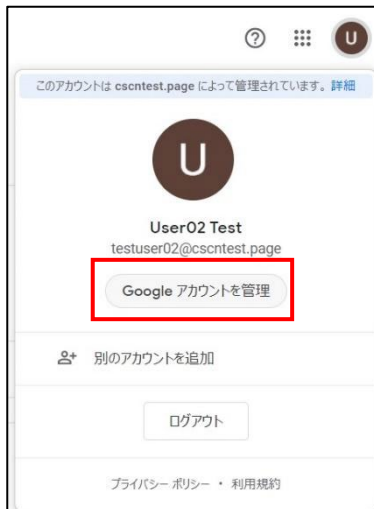 U
このアカウントは cscntest.page によって管理されています。詳細
U
User02 Test
testuser02@cscntest.page
Google アカウントを管理
別のアカウントを追加
ログアウト
プライバシー ポリシー ・ 利用規約